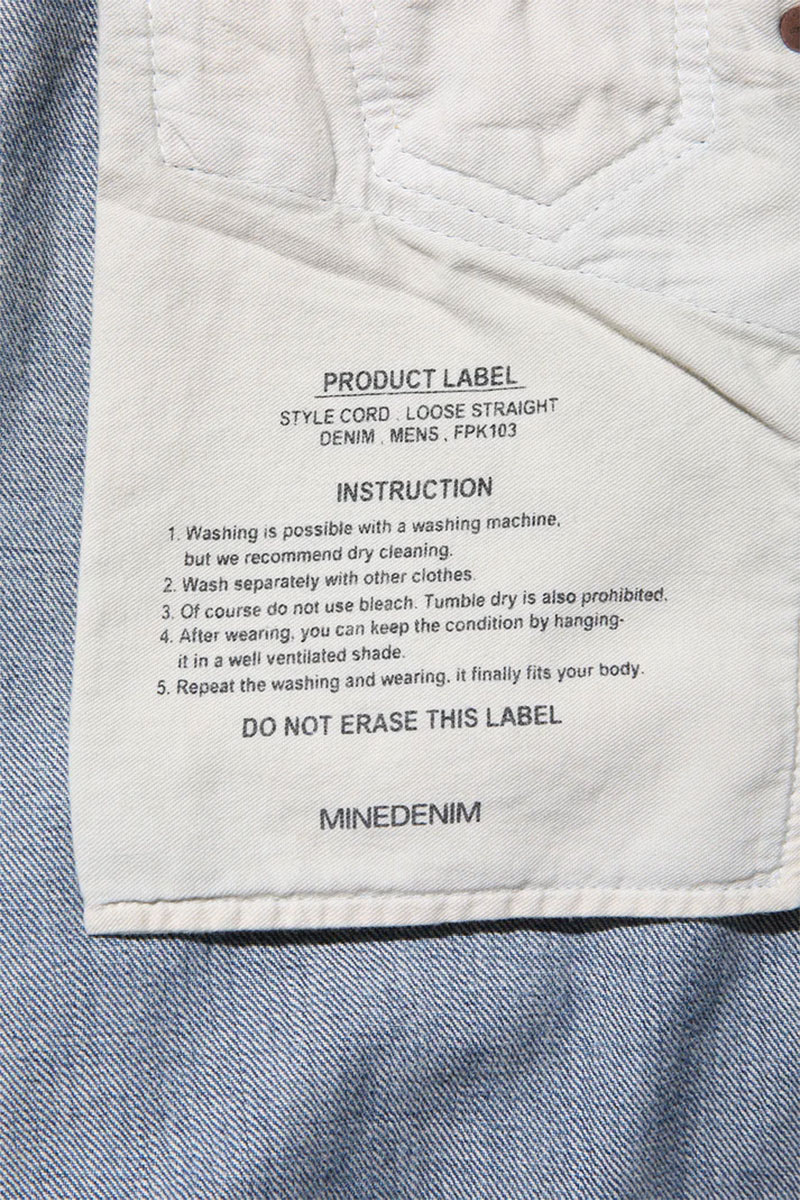 PRODUCT LABEL
STYLE CORD . LOOSE STRAIGHT
DENIM . MENS . FPK103
INSTRUCTION
1. Washing is possible with a washing machine,
but we recommend dry cleaning.
2. Wash separately with other clothes.
3. Of course do not use bleach. Tumble dry is also prohibited.
4. After wearing, you can keep the condition by hanging-
it in a well ventilated shade.
5. Repeat the washing and wearing, it finally fits your body.
DO NOT ERASE THIS LABEL
MINEDENIM